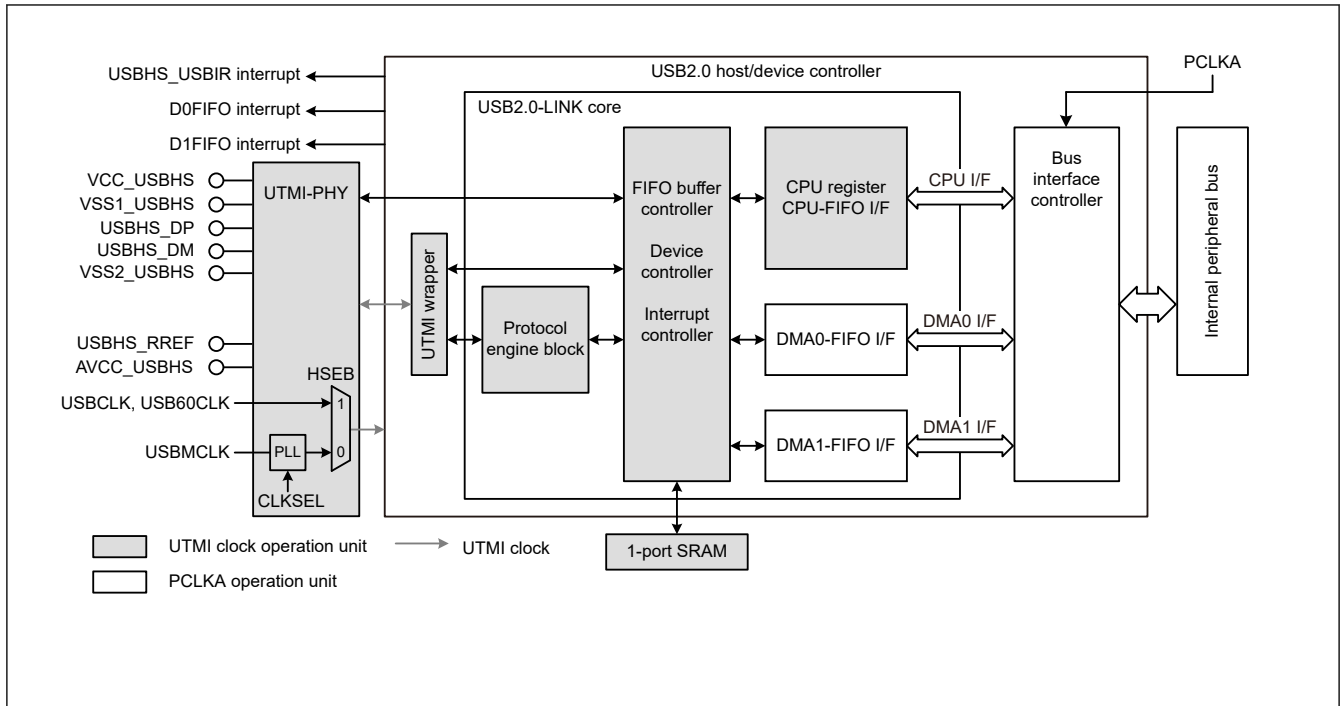 USBHS_USBIR interrupt
D0FIFO interrupt
D1FIFO interrupt
VCC_USBHS
VSS1_USBHS
USBHS_DP
USBHS_DM
VSS2_USBHS
USBHS_RREF
AVCC_USBHS
USBCLK, USB60CLK
USBMCLK
UTMI-PHY
HSEB
1
0
PLL
CLKSEL
USB2.0 host/device controller
USB2.0-LINK core
UTMI wrapper
Protocol
engine block
FIFO buffer
controller
Device
controller
Interrupt
controller
CPU register
CPU-FIFO I/F
DMA0-FIFO I/F
DMA1-FIFO I/F
CPU I/F
DMA0 I/F
DMA1 I/F
PCLKA
Bus
interface
controller
Internal peripheral bus
1-port SRAM
UTMI clock operation unit
UTMI clock
PCLKA operation unit